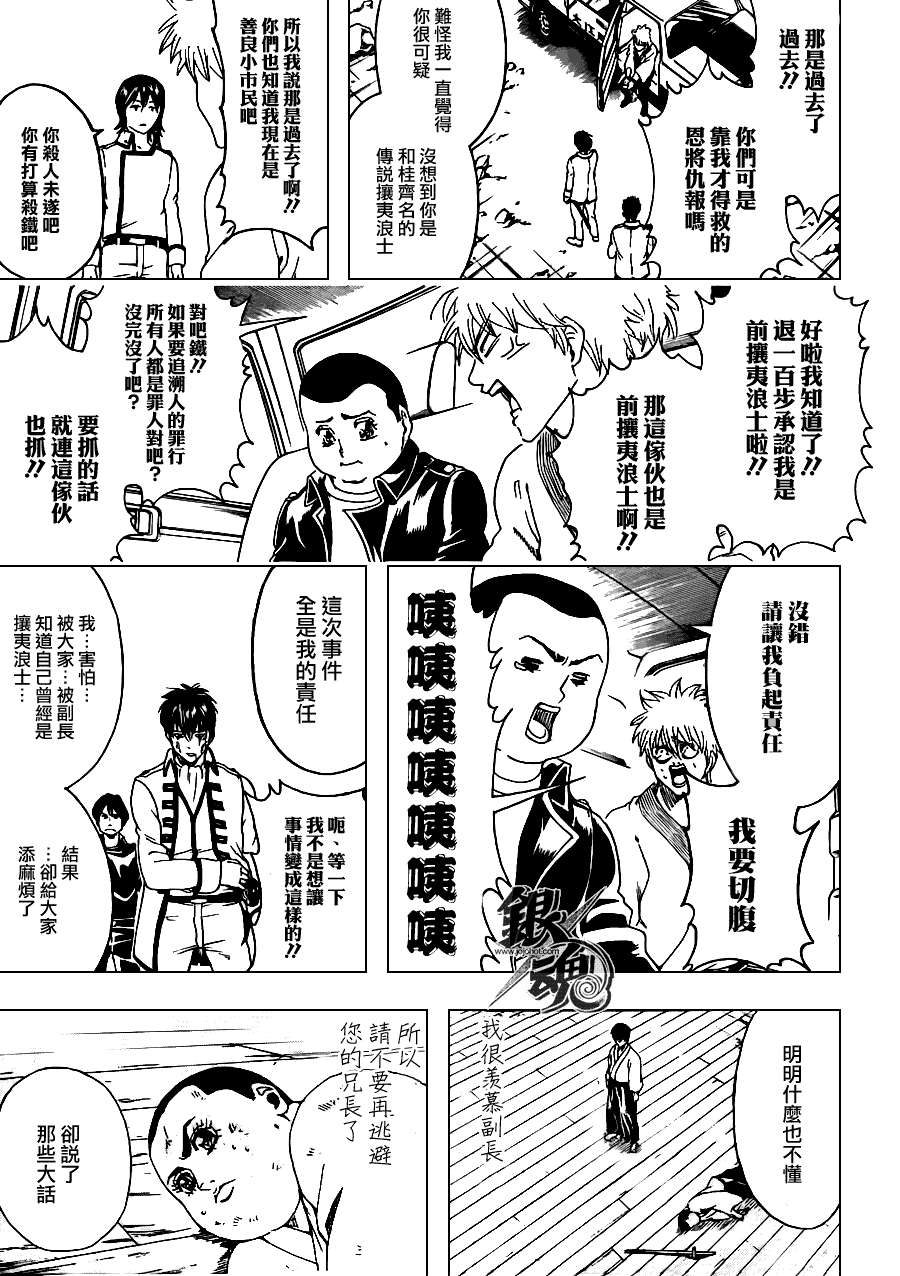 那是過去了
過去!!
你們可是
靠我才得救的
恩將仇報嗎
難怪我一直覺得
你很可疑
沒想到你是
和桂齊名的
傳説攘夷浪士
所以我説那是過去了啊!!
你們也知道我現在是
善良小市民吧
你殺人未遂吧
你有打算殺鐵吧
好啦我知道了!!
退一百步承認我是
前攘夷浪士啦!!
那這傢伙也是
前攘夷浪士啊!!
對吧鐵!!
如果要追溯人的罪行
所有人都是罪人對吧?
沒完沒了吧?
要抓的話
就連這傢伙
也抓!!
沒錯
請讓我負起責任
我要切腹
咦咦咦咦咦咦咦
這次事件
全是我的責任
呃、等一下
我不是想讓
事情變成這樣的!!
我…害怕…
被大家…被副長
知道自己曾經是
攘夷浪士…
結果
…卻給大家
添麻煩了
銀魂
www.jojohot.com
明明什麼也不懂
我很羨慕副長
所以
請不要再逃避
您的兄長了
卻説了
那些大話